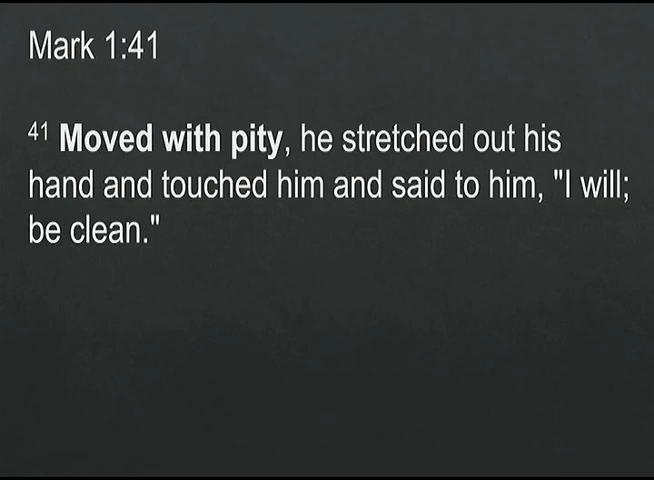 Mark 1:41
41 Moved with pity, he stretched out his
hand and touched him and said to him, "I will;
be clean."